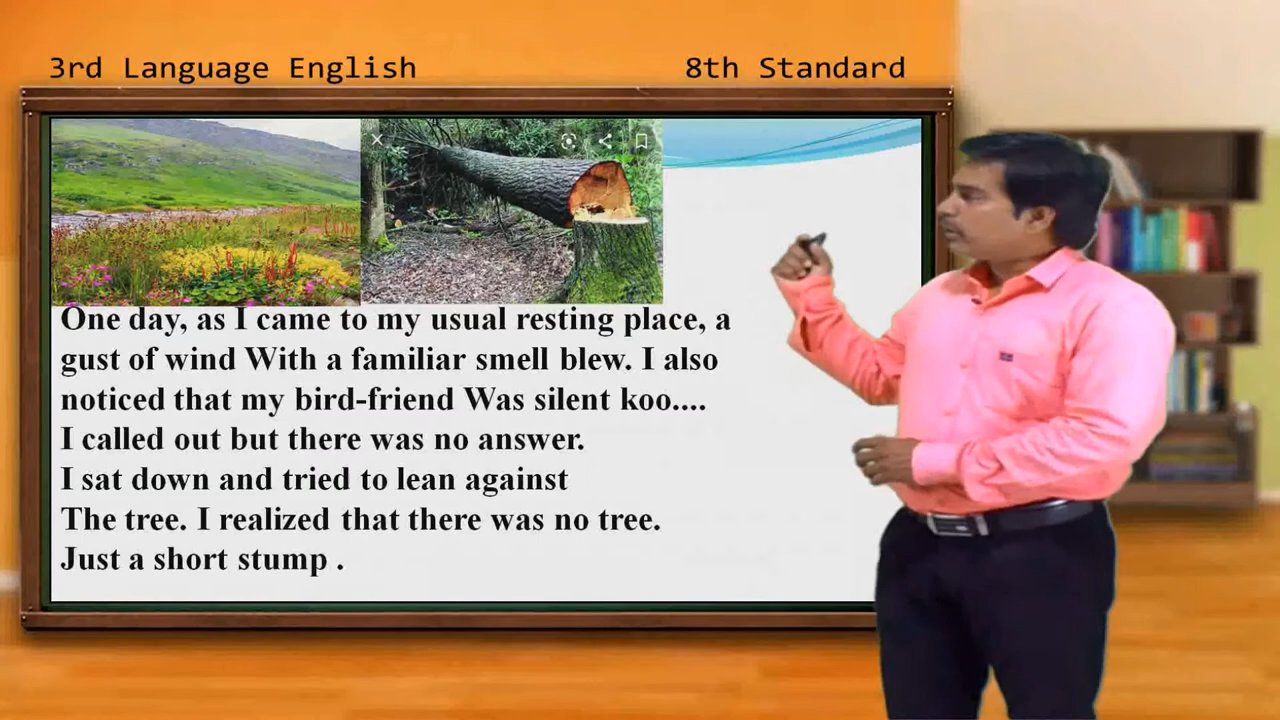 3rd Language English
8th Standard
One day, as I came to my usual resting place, a
gust of wind With a familiar smell blew. I also
noticed that my bird-friend Was silent koo....
I called out but there was no answer.
I sat down and tried to lean against
The tree. I realized that there was no tree.
Just a short stump .